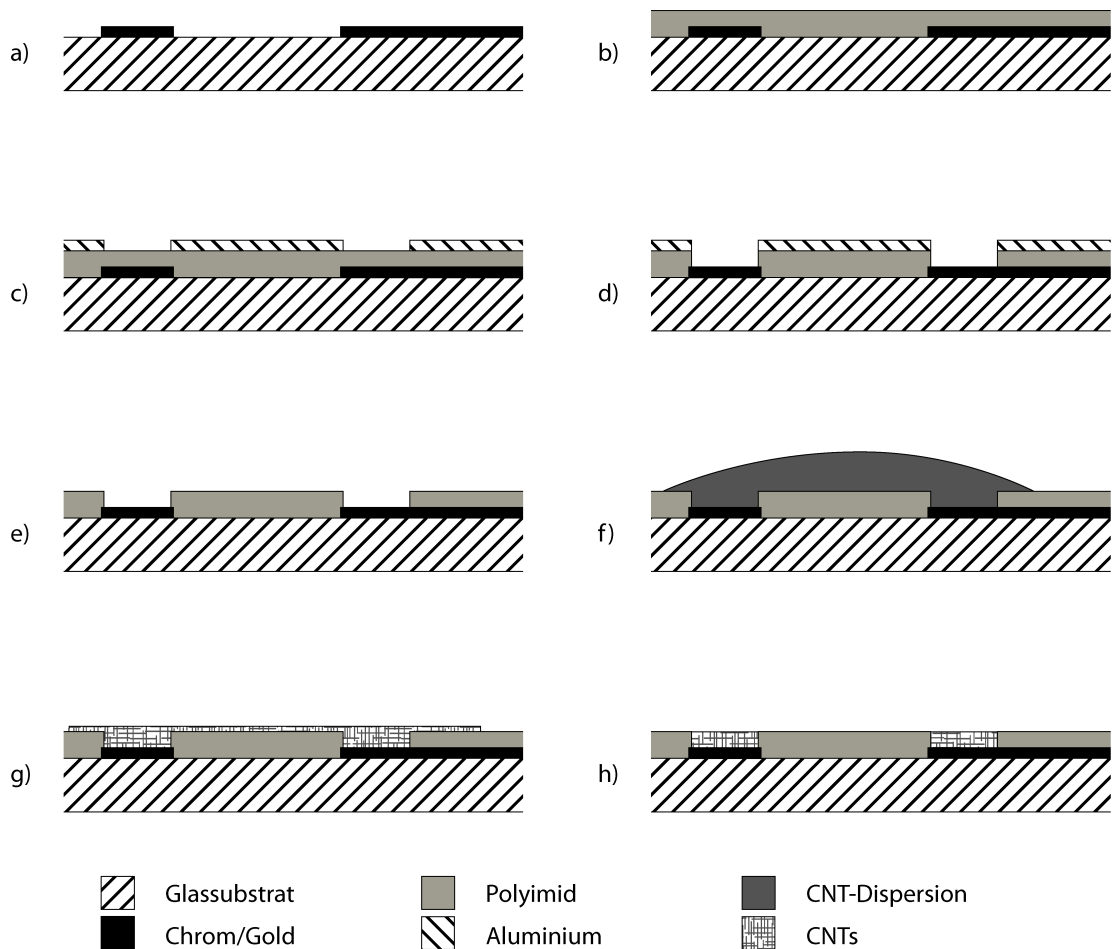 a)
b)
c)
d)
e)
f)
g)
h)
Glassubstrat
Polyimid
CNT-Dispersion
Chrom/Gold
Aluminium
CNTs